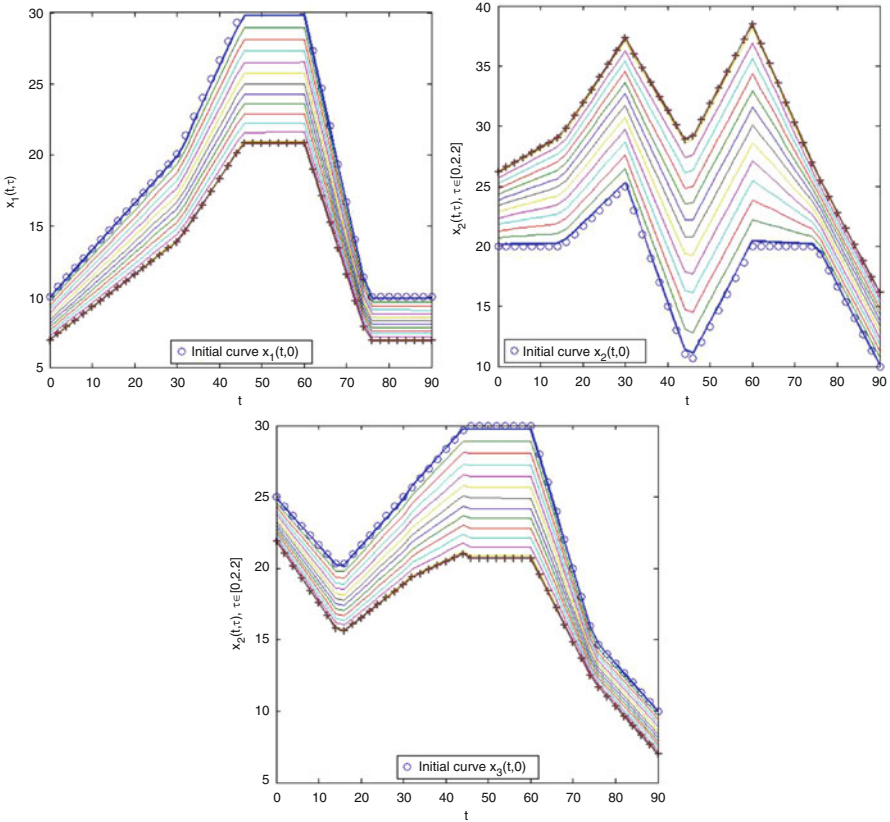 30
25
20
15
10
5
x₁(t,τ)
Initial curve x₁(t,0)
0 10 20 30 40 50 60 70 80 90
t
40
35
30
25
20
15
10
x₂(t,τ), τ∈[0,2.2]
Initial curve x₂(t,0)
0 10 20 30 40 50 60 70 80 90
t
30
25
20
15
10
5
x₂(t,τ), τ∈[0,2.2]
Initial curve x₃(t,0)
0 10 20 30 40 50 60 70 80 90
t